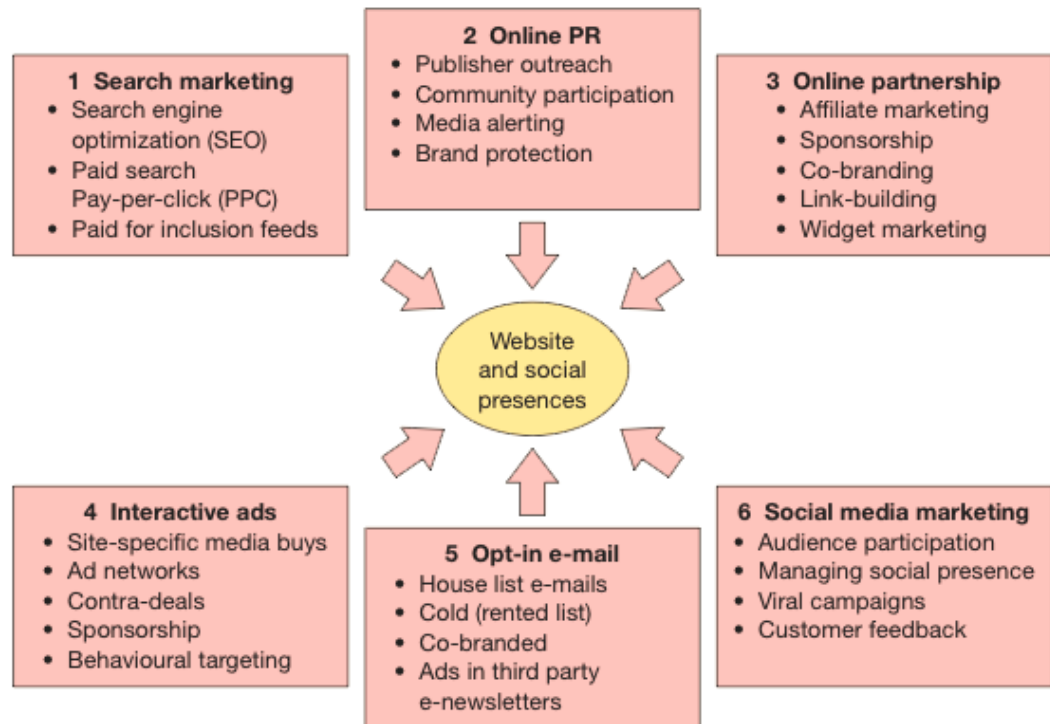 1 Search marketing
• Search engine
optimization (SEO)
• Paid search
Pay-per-click (PPC)
• Paid for inclusion feeds
2 Online PR
• Publisher outreach
• Community participation
• Media alerting
• Brand protection
3 Online partnership
• Affiliate marketing
• Sponsorship
• Co-branding
• Link-building
• Widget marketing
Website
and social
presences
4 Interactive ads
• Site-specific media buys
• Ad networks
• Contra-deals
• Sponsorship
• Behavioural targeting
5 Opt-in e-mail
• House list e-mails
• Cold (rented list)
• Co-branded
• Ads in third party
e-newsletters
6 Social media marketing
• Audience participation
• Managing social presence
• Viral campaigns
• Customer feedback